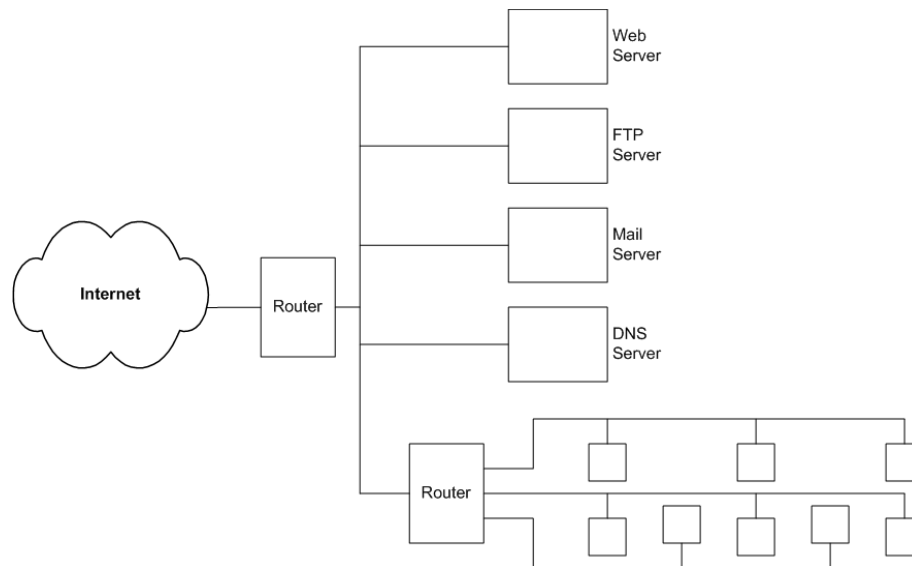 Web
Server
FTP
Server
Mail
Server
Internet
Router
DNS
Server
Router